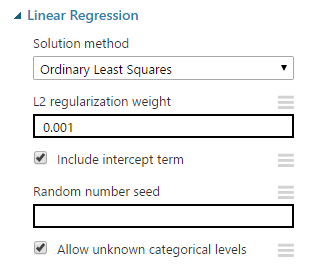 Linear Regression
Solution method
Ordinary Least Squares
L2 regularization weight
0.001
Include intercept term
Random number seed
Allow unknown categorical levels